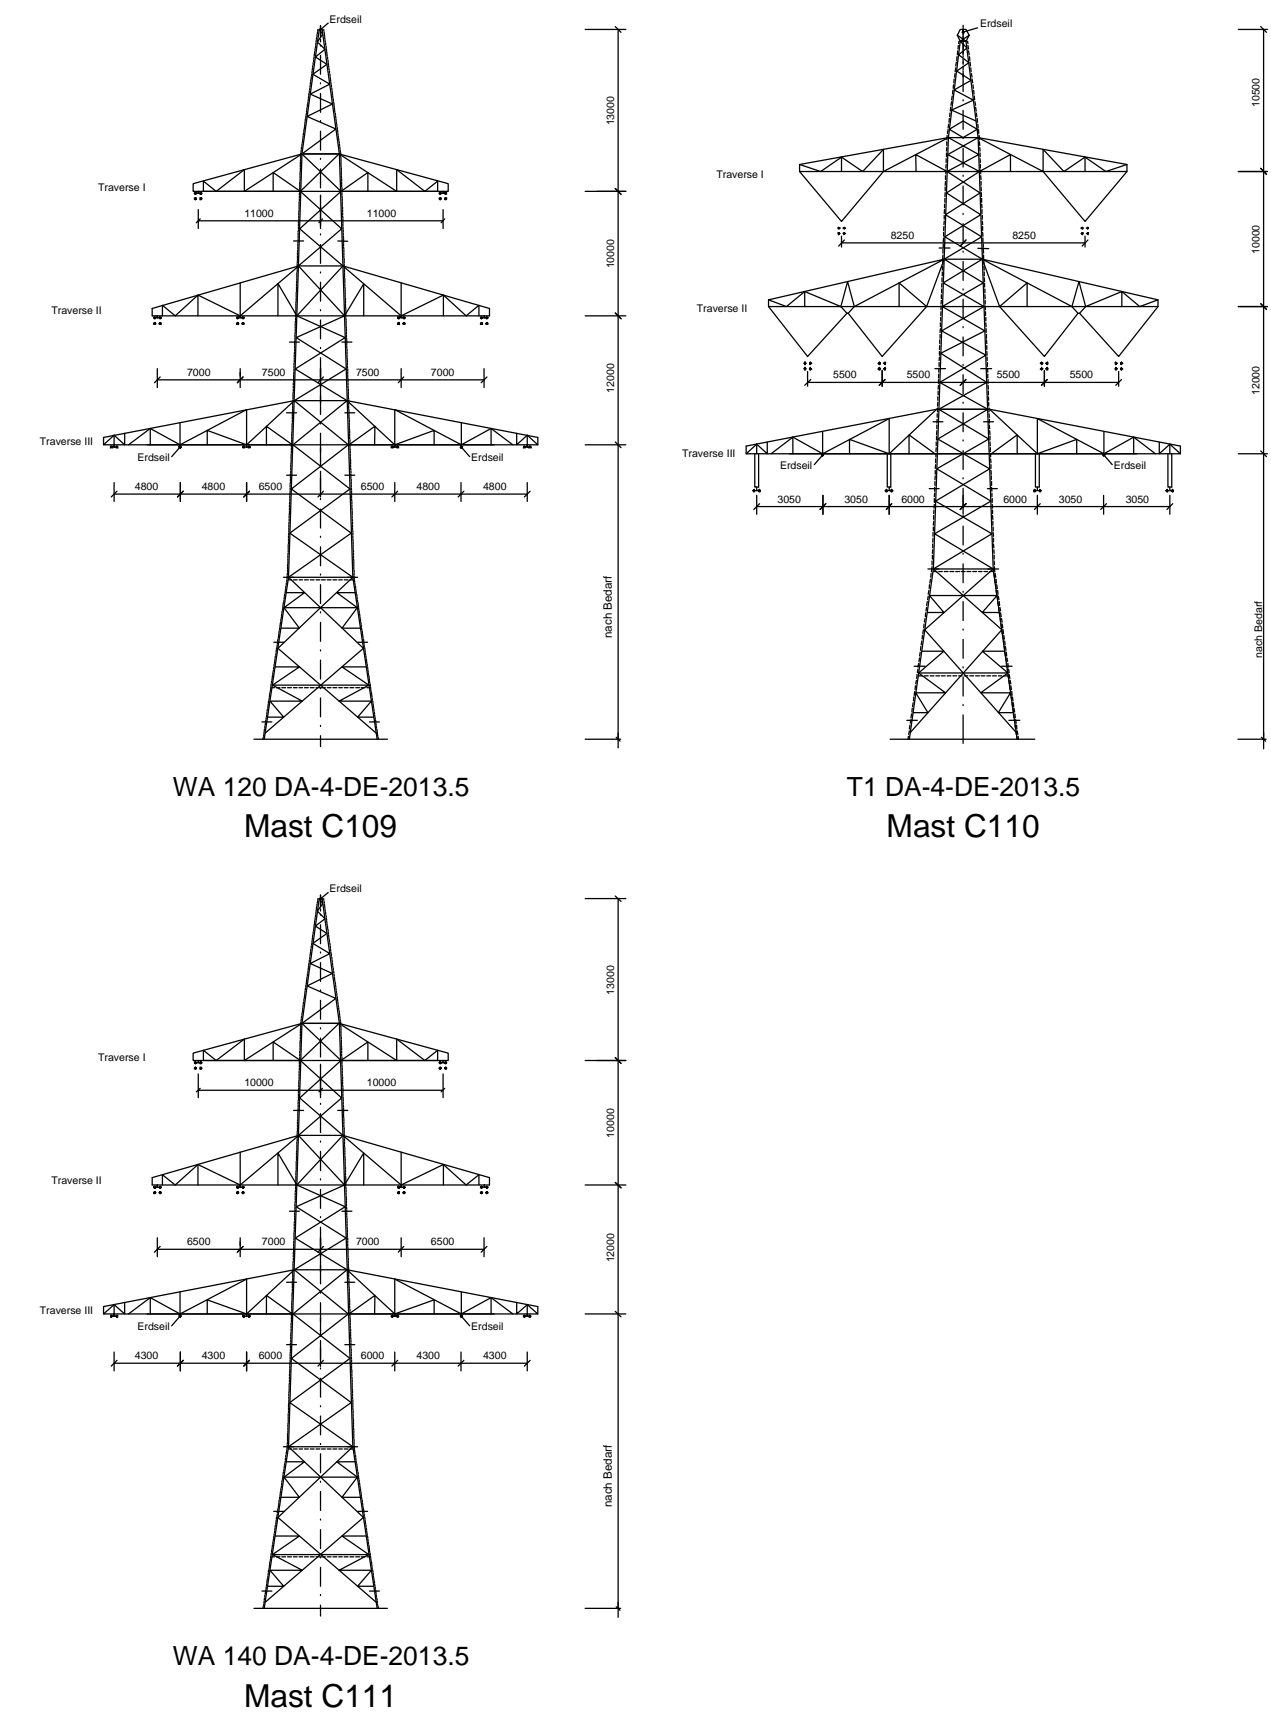 Erdseil
13000
Traverse I
11000 11000
10000
Traverse II
7000 7500 7500 7000
12000
Traverse III
Erdseil Erdseil
4800 4800 6500 6500 4800 4800
nach Bedarf
WA 120 DA-4-DE-2013.5
Mast C109
Erdseil
10500
Traverse I
8250 8250
10000
Traverse II
5500 5500 5500 5500
12000
Traverse III
Erdseil Erdseil
3050 3050 6000 6000 3050 3050
nach Bedarf
T1 DA-4-DE-2013.5
Mast C110
Erdseil
13000
Traverse I
10000 10000
10000
Traverse II
6500 7000 7000 6500
12000
Traverse III
Erdseil Erdseil
4300 4300 6000 6000 4300 4300
nach Bedarf
WA 140 DA-4-DE-2013.5
Mast C111